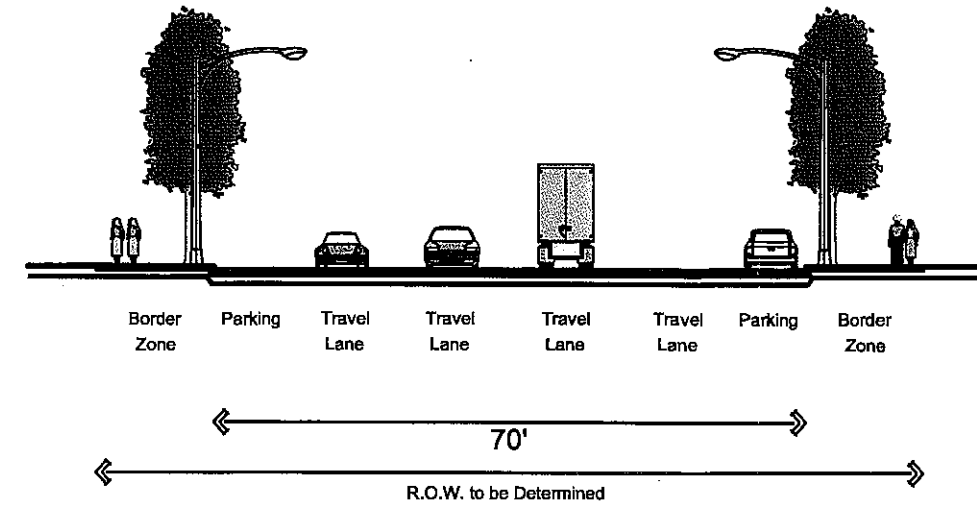 Border Parking Travel Travel Travel Travel Parking Border
Zone Lane Lane Lane Lane Zone
70'
R.O.W. to be Determined